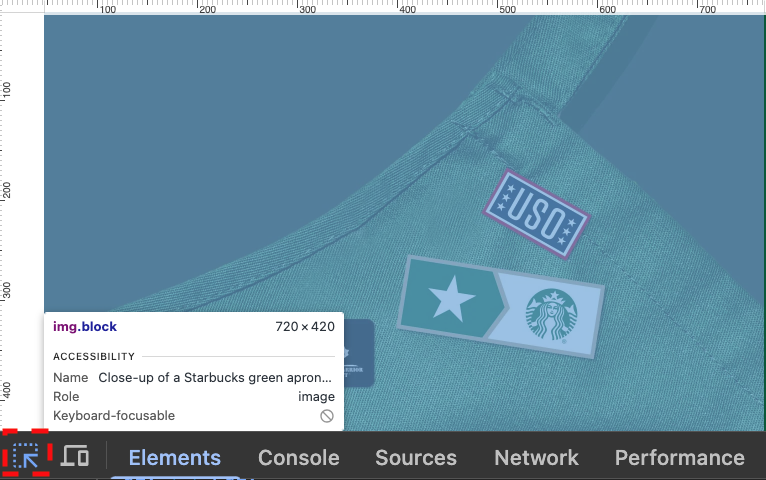 100 200 300 400 500 600 700
100
200
USO
300
img.block 720 × 420
ACCESSIBILITY
Name Close-up of a Starbucks green apron...
Role image
Keyboard-focusable
400
Elements Console Sources Network Performance